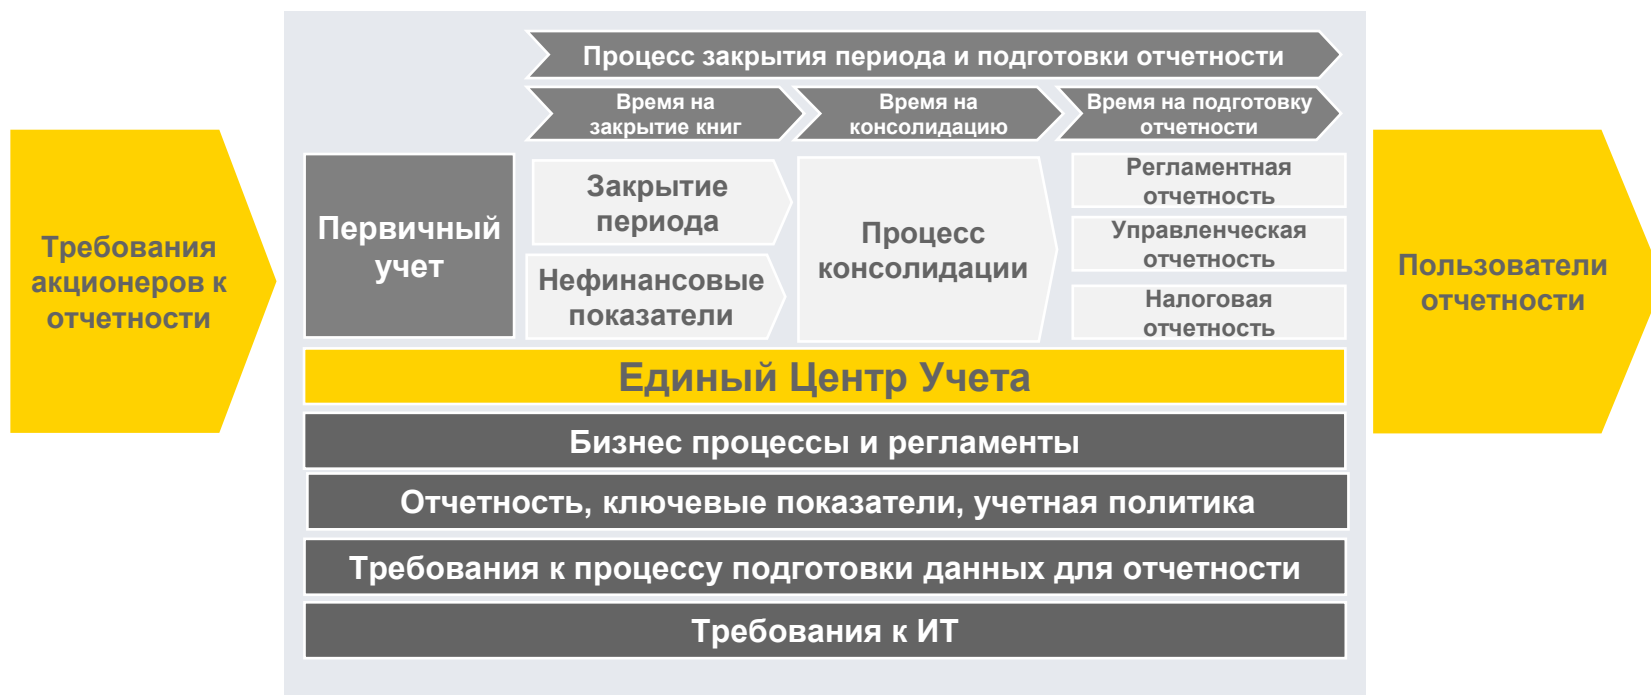 Процесс закрытия периода и подготовки отчетности
Время на
закрытие книг
Время на
консолидацию
Время на подготовку
отчетности
Требования
акционеров к
отчетности
Первичный
учет
Закрытие
периода
Нефинансовые
показатели
Процесс
консолидации
Регламентная
отчетность
Управленческая
отчетность
Налоговая
отчетность
Пользователи
отчетности
Единый Центр Учета
Бизнес процессы и регламенты
Отчетность, ключевые показатели, учетная политика
Требования к процессу подготовки данных для отчетности
Требования к ИТ